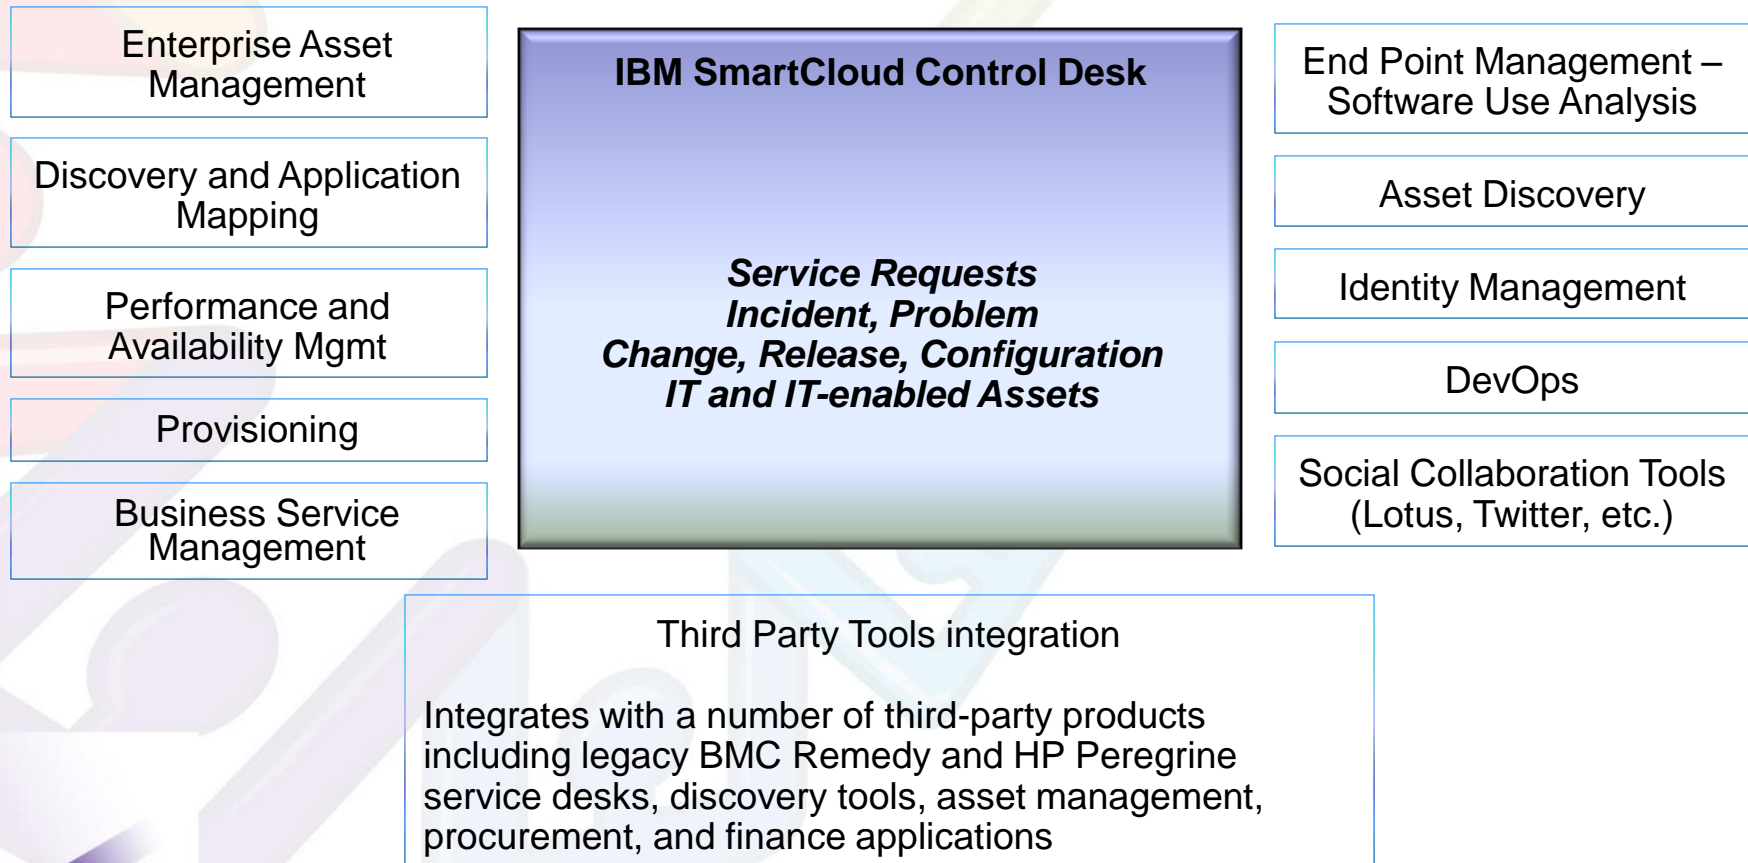 Enterprise Asset
Management
Discovery and Application
Mapping
Performance and
Availability Mgmt
Provisioning
Business Service
Management
IBM SmartCloud Control Desk
Service Requests
Incident, Problem
Change, Release, Configuration
IT and IT-enabled Assets
End Point Management –
Software Use Analysis
Asset Discovery
Identity Management
DevOps
Social Collaboration Tools
(Lotus, Twitter, etc.)
Third Party Tools integration
Integrates with a number of third-party products
including legacy BMC Remedy and HP Peregrine
service desks, discovery tools, asset management,
procurement, and finance applications